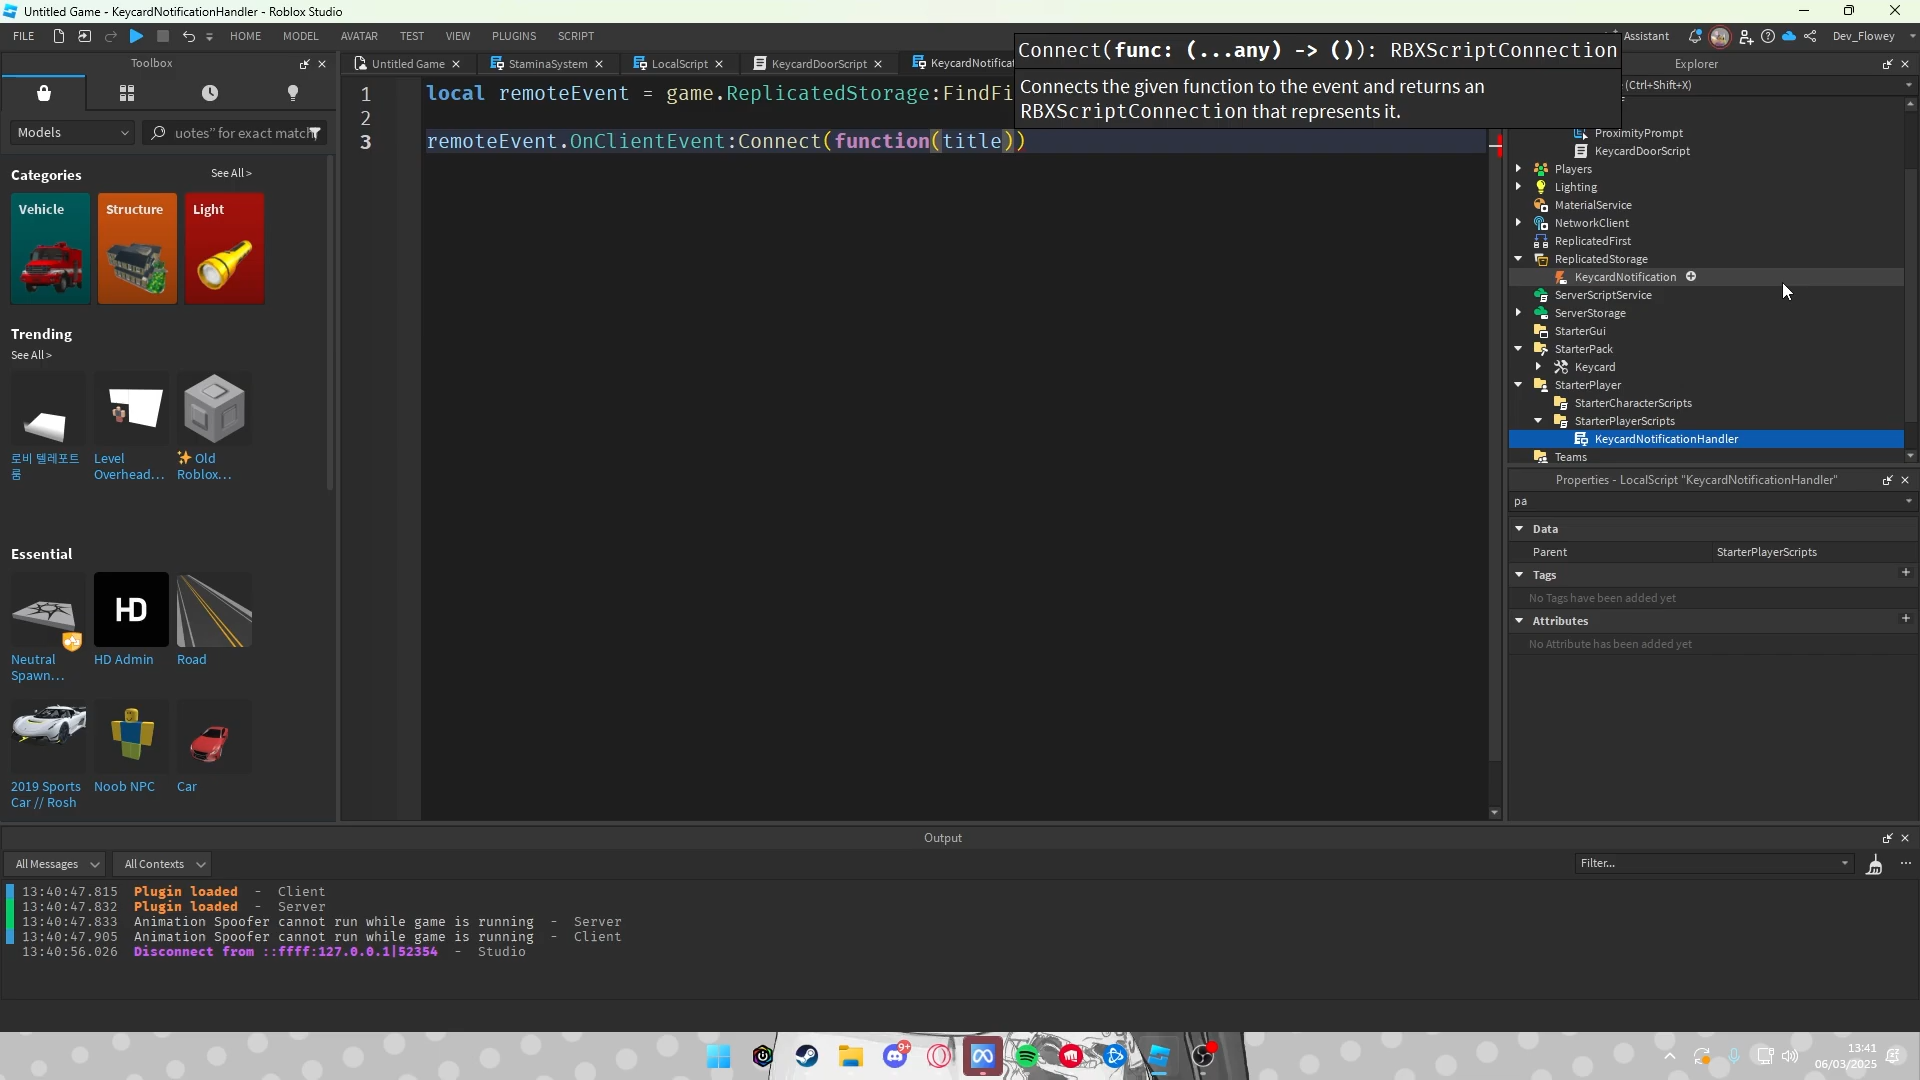 Untitled Game - KeycardNotificationHandler - Roblox Studio
FILE HOME MODEL AVATAR TEST VIEW PLUGINS SCRIPT
Assistant Dev_Flowey
Toolbox
Untitled Game
StaminaSystem
LocalScript
KeycardDoorScript
Connect(func: (...any) -> ()): RBXScriptConnection
Connects the given function to the event and returns an
RBXScriptConnection that represents it.
Explorer
(Ctrl+Shift+X)
Models
uotes" for exact match
1 local remoteEvent = game.ReplicatedStorage:FindFi
2
3 remoteEvent.OnClientEvent:Connect(function(title))
Categories See All >
Vehicle Structure Light
Trending
See All >
로비 텔레포트 룸
Level Overhead...
✨ Old Roblox...
Essential
HD
Neutral Spawn...
HD Admin
Road
2019 Sports Car // Rosh
Noob NPC
Car
ProximityPrompt
KeycardDoorScript
Players
Lighting
MaterialService
NetworkClient
ReplicatedFirst
ReplicatedStorage
KeycardNotification
ServerScriptService
ServerStorage
StarterGui
StarterPack
Keycard
StarterPlayer
StarterCharacterScripts
StarterPlayerScripts
KeycardNotificationHandler
Teams
Properties - LocalScript "KeycardNotificationHandler"
pa
Data
Parent StarterPlayerScripts
Tags
No Tags have been added yet
Attributes
No Attribute has been added yet
Output
All Messages All Contexts Filter...
13:40:47.815 Plugin loaded - Client
13:40:47.832 Plugin loaded - Server
13:40:47.833 Animation Spoofer cannot run while game is running - Server
13:40:47.905 Animation Spoofer cannot run while game is running - Client
13:40:56.026 Disconnect from ::ffff:127.0.0.1|52354 - Studio
9+
13:41
06/03/2025